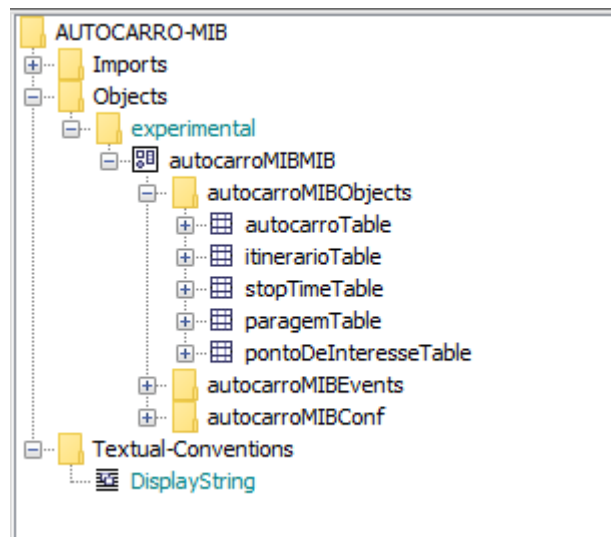 AUTOCARRO-MIB
Imports
Objects
experimental
autocarroMIBMIB
autocarroMIBObjects
autocarroTable
itinerarioTable
stopTimeTable
paragemTable
pontoDeInteresseTable
autocarroMIBEvents
autocarroMIBConf
Textual-Conventions
DisplayString